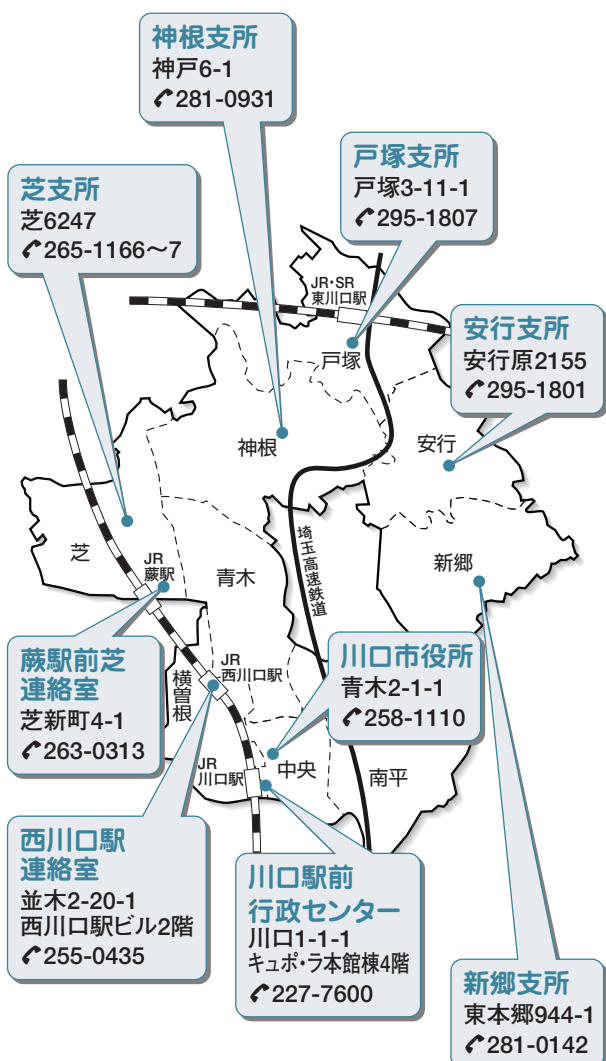 神根支所
神戸6-1
281-0931
戸塚支所
戸塚3-11-1
295-1807
芝支所
芝6247
265-1166〜7
JR・SR
東川口駅
安行支所
安行原2155
295-1801
戸塚
神根
安行
芝
JR
蕨駅
青木
埼玉高速鉄道
新郷
蕨駅前芝
連絡室
芝新町4-1
263-0313
横曽根
JR
西川口駅
川口市役所
青木2-1-1
258-1110
JR
川口駅
中央
南平
西川口駅
連絡室
並木2-20-1
西川口駅ビル2階
255-0435
川口駅前
行政センター
川口1-1-1
キュポ・ラ本館棟4階
227-7600
新郷支所
東本郷944-1
281-0142